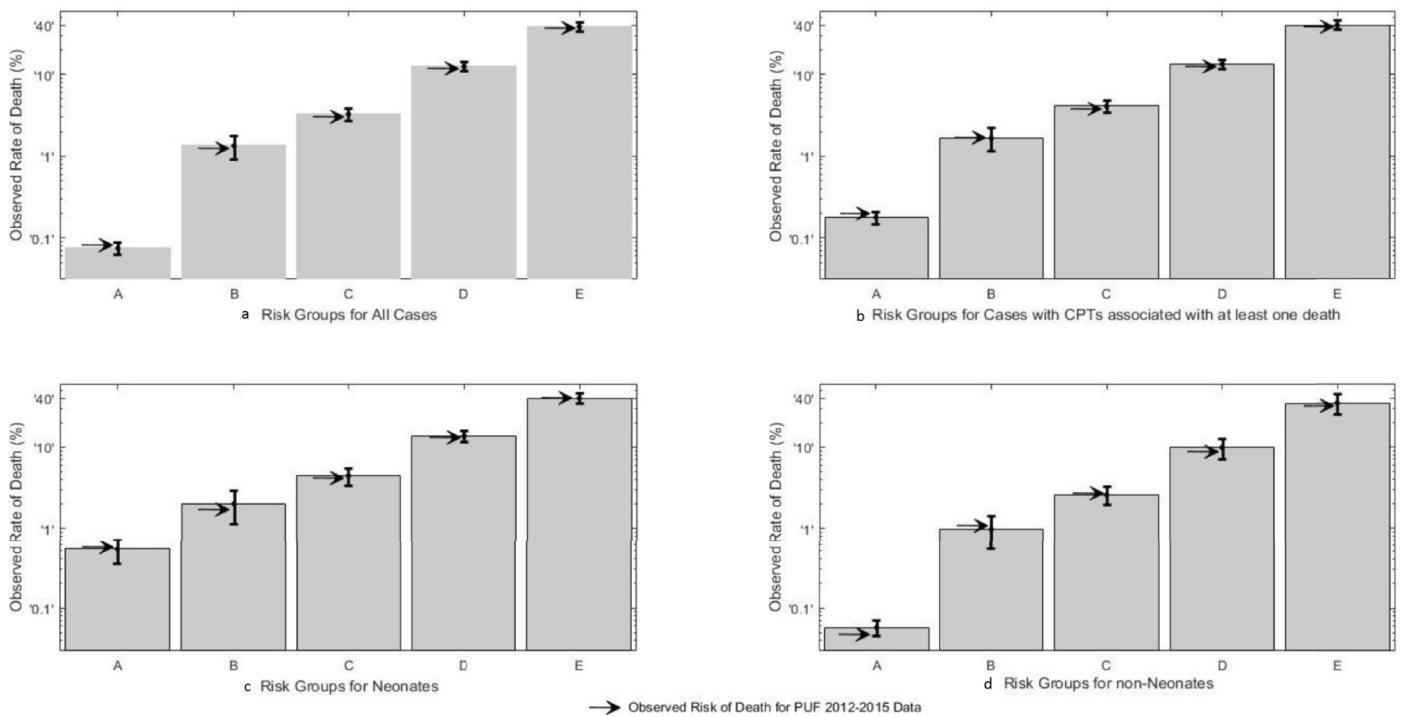 Observed Rate of Death (%)
'40'
'10'
'1'
'0.1'
A B C D E
a Risk Groups for All Cases
Observed Rate of Death (%)
'40'
'10'
'1'
'0.1'
A B C D E
b Risk Groups for Cases with CPTs associated with at least one death
Observed Rate of Death (%)
'40'
'10'
'1'
'0.1'
A B C D E
c Risk Groups for Neonates
Observed Rate of Death (%)
'40'
'10'
'1'
'0.1'
A B C D E
d Risk Groups for non-Neonates
Observed Risk of Death for PUF 2012-2015 Data